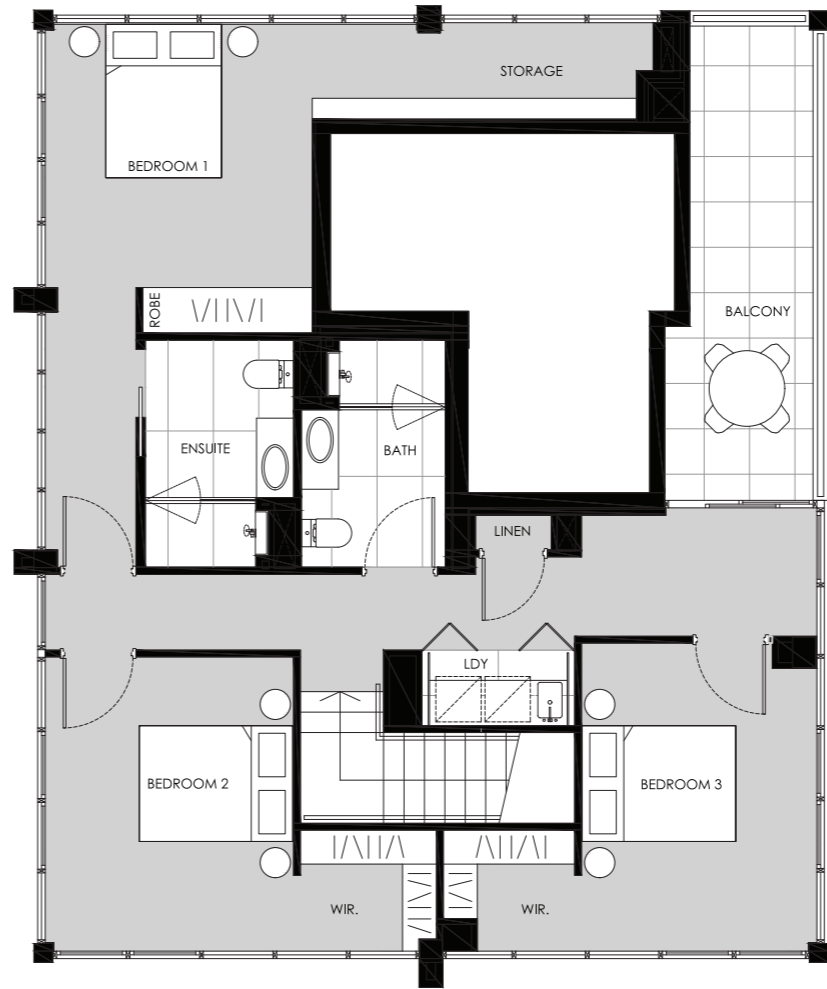 STORAGE
BEDROOM 1
ROBE
BALCONY
ENSUITE
BATH
LINEN
LDY
BEDROOM 2
BEDROOM 3
WIR.
WIR.